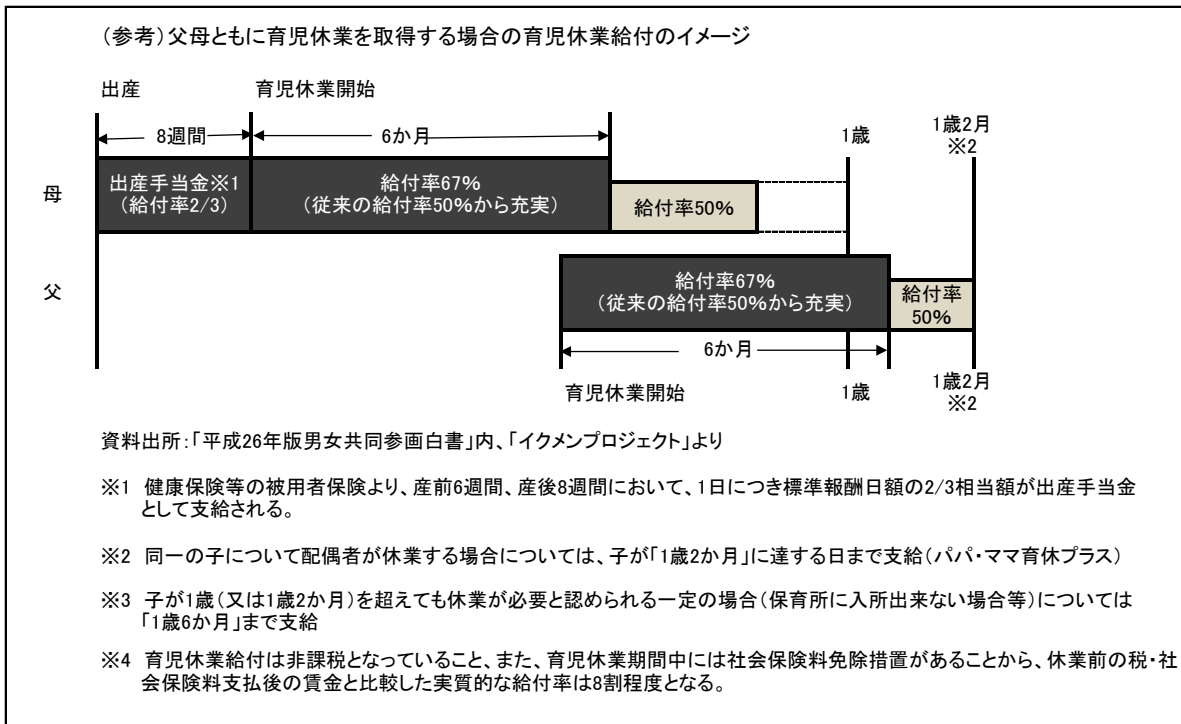 (参考)父母ともに育児休業を取得する場合の育児休業給付のイメージ
出産
育児休業開始
8週間
6か月
1歳
1歳2月
※2
母
出産手当金※1
(給付率2/3)
給付率67%
(従来の給付率50%から充実)
給付率50%
父
給付率67%
(従来の給付率50%から充実)
給付率
50%
6か月
育児休業開始
1歳
1歳2月
※2
資料出所:「平成26年版男女共同参画白書」内、「イクメンプロジェクト」より
※1 健康保険等の被用者保険より、産前6週間、産後8週間において、1日につき標準報酬日額の2/3相当額が出産手当金
として支給される。
※2 同一の子について配偶者が休業する場合については、子が「1歳2か月」に達する日まで支給(パパ・ママ育休プラス)
※3 子が1歳(又は1歳2か月)を超えても休業が必要と認められる一定の場合(保育所に入所出来ない場合等)については
「1歳6か月」まで支給
※4 育児休業給付は非課税となっていること、また、育児休業期間中には社会保険料免除措置があることから、休業前の税・社
会保険料支払後の賃金と比較した実質的な給付率は8割程度となる。